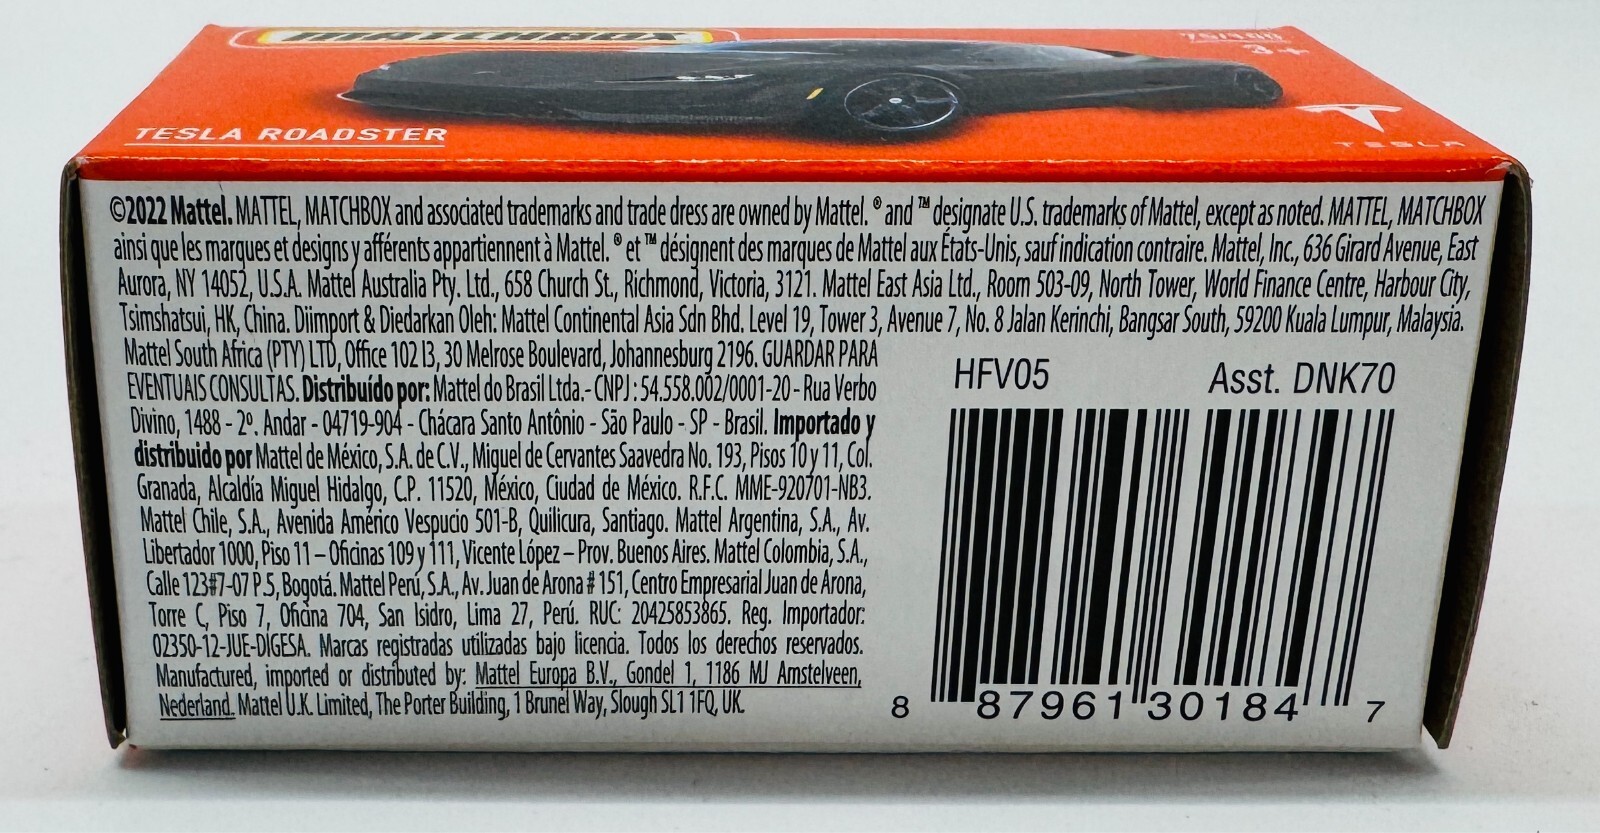 MATCHBOX
75/100
3+
TESLA ROADSTER
TESLA
©2022 Mattel. MATTEL, MATCHBOX and associated trademarks and trade dress are owned by Mattel. ® and ™ designate U.S. trademarks of Mattel, except as noted. MATTEL, MATCHBOX
ainsi que les marques et designs y afférents appartiennent à Mattel. ® et ™ désignent des marques de Mattel aux États-Unis, sauf indication contraire. Mattel, Inc., 636 Girard Avenue, East
Aurora, NY 14052, U.S.A. Mattel Australia Pty. Ltd., 658 Church St., Richmond, Victoria, 3121. Mattel East Asia Ltd., Room 503-09, North Tower, World Finance Centre, Harbour City,
Tsimshatsui, HK, China. Diimport & Diedarkan Oleh: Mattel Continental Asia Sdn Bhd. Level 19, Tower 3, Avenue 7, No. 8 Jalan Kerinchi, Bangsar South, 59200 Kuala Lumpur, Malaysia.
Mattel South Africa (PTY) LTD, Office 102 I3, 30 Melrose Boulevard, Johannesburg 2196. GUARDAR PARA
EVENTUAIS CONSULTAS. Distribuído por: Mattel do Brasil Ltda.- CNPJ : 54.558.002/0001-20 - Rua Verbo
Divino, 1488 - 2º. Andar - 04719-904 - Chácara Santo Antônio - São Paulo - SP - Brasil. Importado y
distribuido por Mattel de México, S.A. de C.V., Miguel de Cervantes Saavedra No. 193, Pisos 10 y 11, Col.
Granada, Alcaldía Miguel Hidalgo, C.P. 11520, México, Ciudad de México. R.F.C. MME-920701-NB3.
Mattel Chile, S.A., Avenida Américo Vespucio 501-B, Quilicura, Santiago. Mattel Argentina, S.A., Av.
Libertador 1000, Piso 11 – Oficinas 109 y 111, Vicente López – Prov. Buenos Aires. Mattel Colombia, S.A.,
Calle 123#7-07 P.5, Bogotá. Mattel Perú, S.A., Av. Juan de Arona # 151, Centro Empresarial Juan de Arona,
Torre C, Piso 7, Oficina 704, San Isidro, Lima 27, Perú. RUC: 20425853865. Reg. Importador:
02350-12-JUE-DIGESA. Marcas registradas utilizadas bajo licencia. Todos los derechos reservados.
Manufactured, imported or distributed by: Mattel Europa B.V., Gondel 1, 1186 MJ Amstelveen,
Nederland. Mattel U.K. Limited, The Porter Building, 1 Brunel Way, Slough SL1 1FQ, UK.
HFV05 Asst. DNK70
8 87961 30184 7